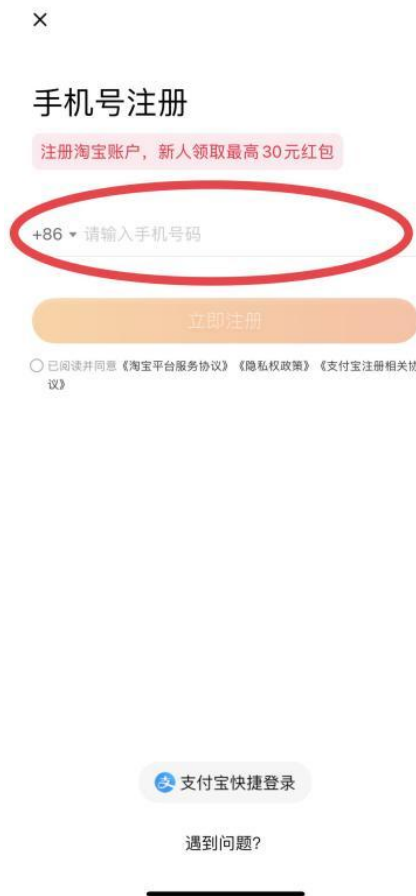 手机号注册
注册淘宝账户，新人领取最高30元红包
+86 请输入手机号码
立即注册
已阅读并同意《淘宝平台服务协议》《隐私权政策》《支付宝注册相关协
议》
支付宝快捷登录
遇到问题?